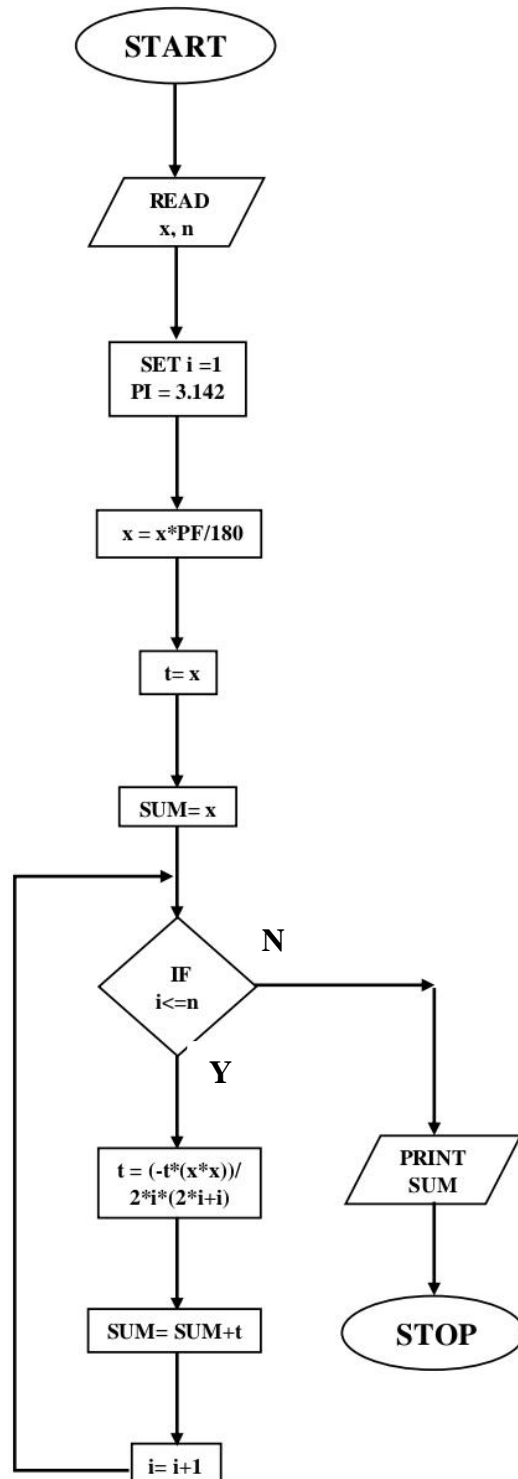 START
READ
x, n
SET i =1
PI = 3.142
x = x*PF/180
t= x
SUM= x
IF
i<=n
N
Y
t = (-t*(x*x))/
2*i*(2*i+i)
SUM= SUM+t
i= i+1
PRINT
SUM
STOP